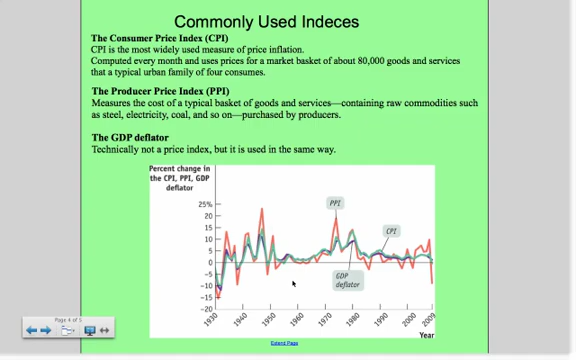 Commonly Used Indeces
The Consumer Price Index (CPI)
CPI is the most widely used measure of price inflation.
Computed every month and uses prices for a market basket of about 80,000 goods and services
that a typical urban family of four consumes.
The Producer Price Index (PPI)
Measures the cost of a typical basket of goods and services—containing raw commodities such
as steel, electricity, coal, and so on—purchased by producers.
The GDP deflator
Technically not a price index, but it is used in the same way.
Percent change in
the CPI, PPI, GDP
deflator
25%
20
15
10
5
0
−5
−10
−15
−20
PPI
CPI
GDP
deflator
1930
1940
1950
1960
1970
1980
1990
2000
2009
Year
Page 4 of 5
Extend Page